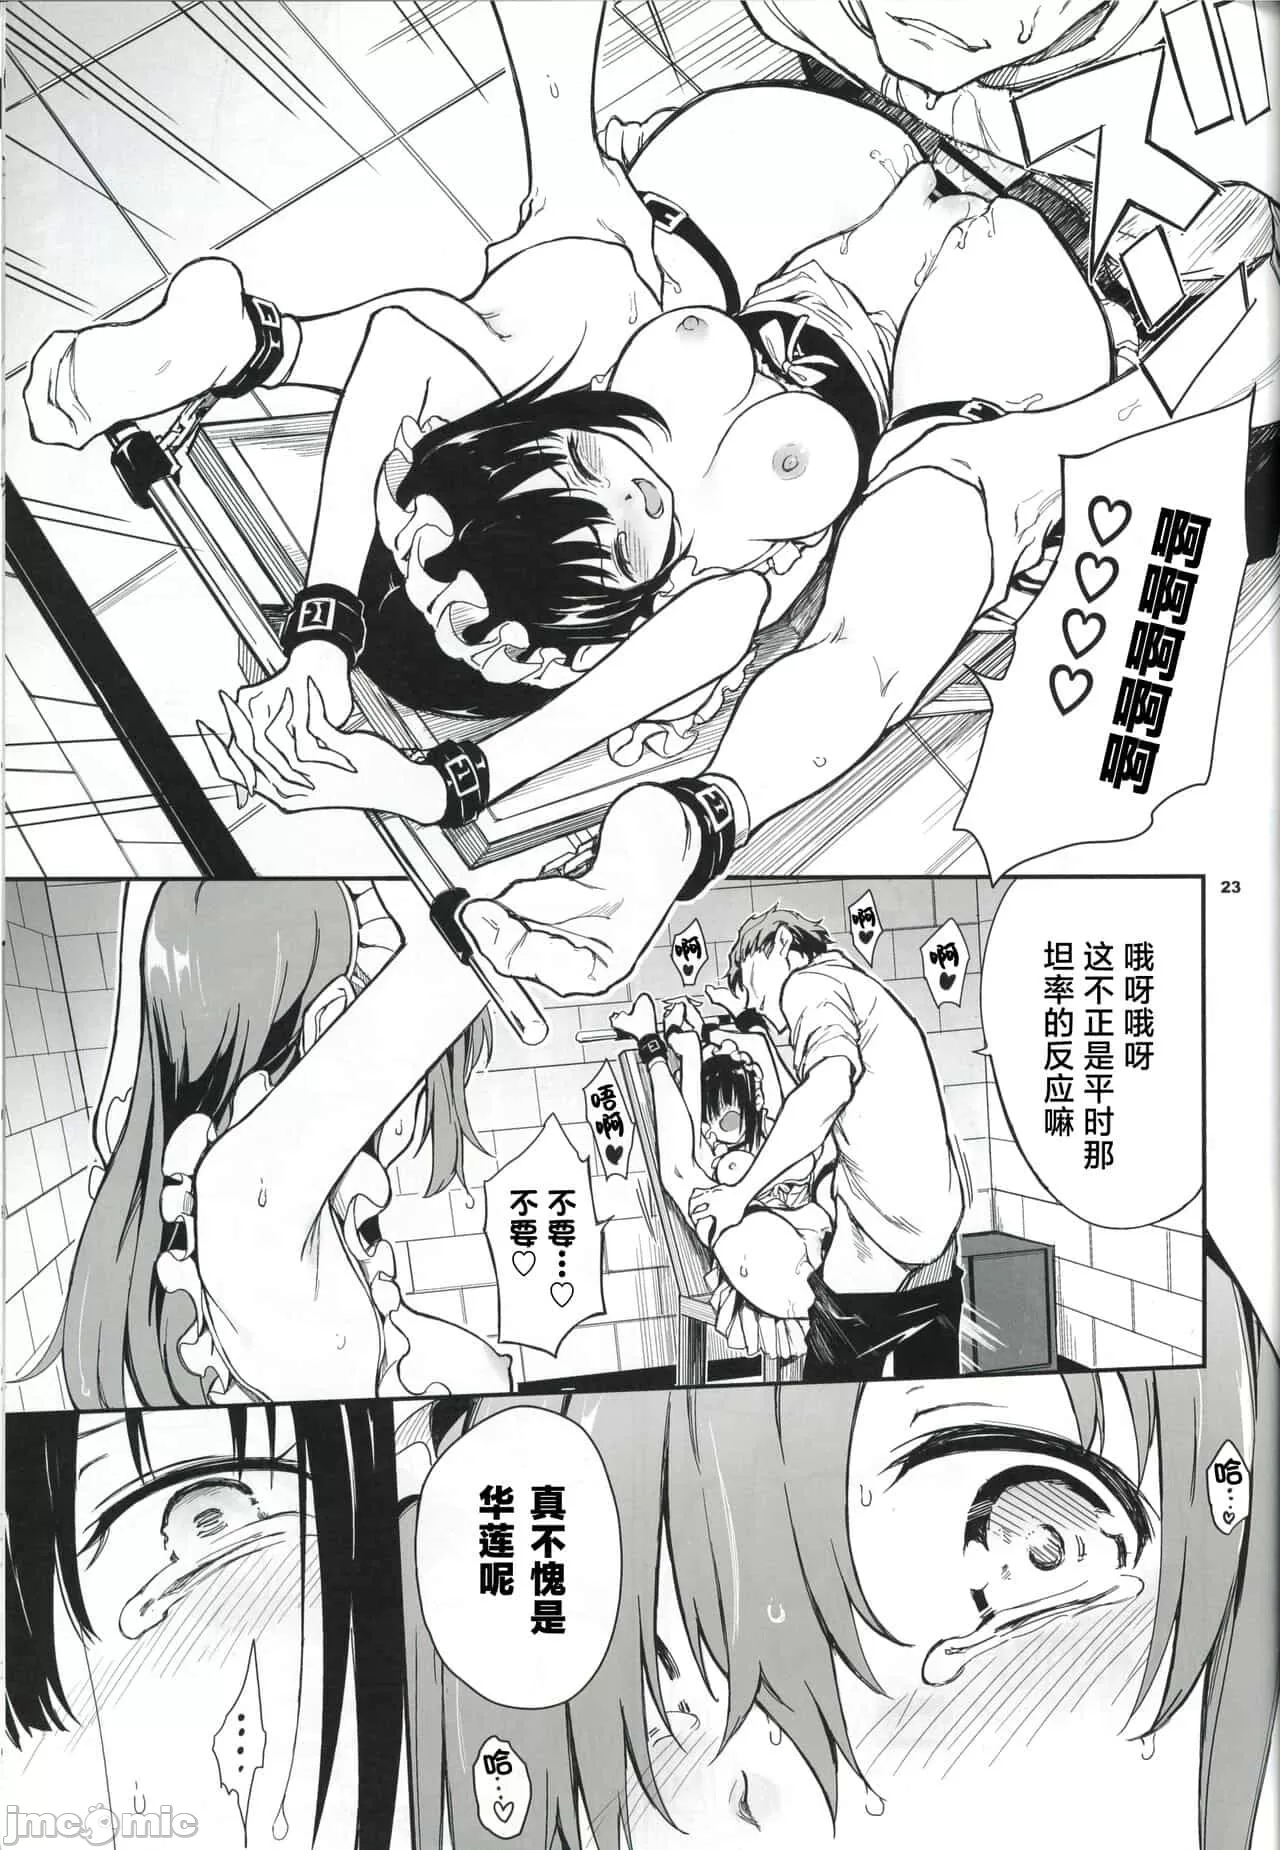 啊啊啊啊啊
♡♡♡♡
23
哦呀哦呀
这不正是平时那
坦率的反应嘛
啊♥
啊♥
啊♥
唔啊♥
不要…♡
不要♡
哈…♡
真不愧是
华莲呢
哈…♡
…
jmcomic